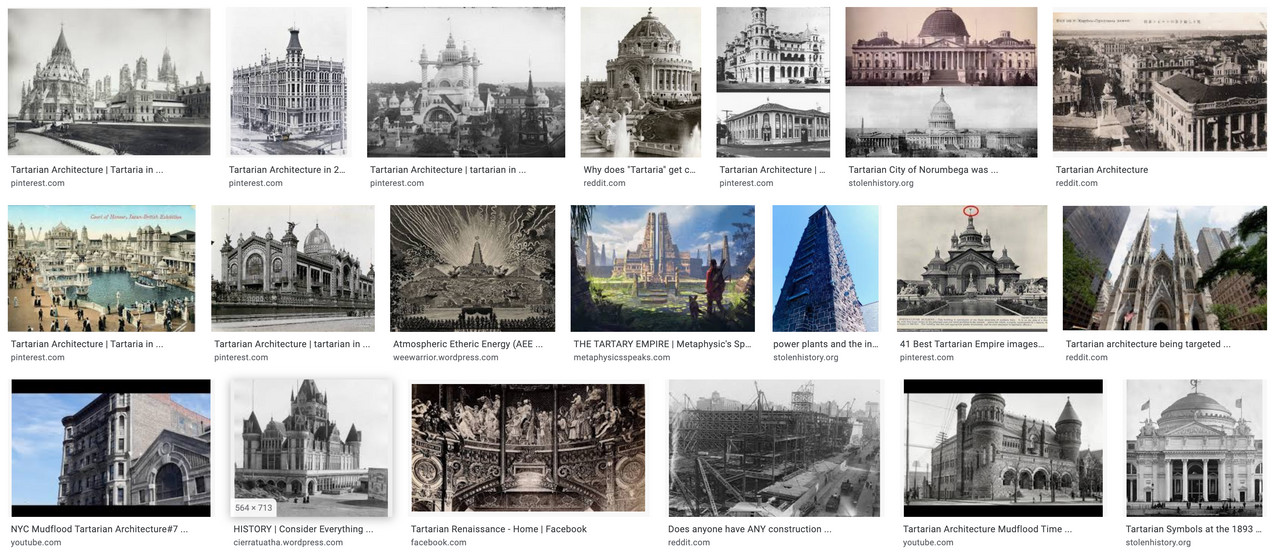 Tartarian Architecture | Tartaria in ...
pinterest.com
Tartarian Architecture in 2...
pinterest.com
Tartarian Architecture | tartarian in ...
pinterest.com
Why does "Tartaria" get c...
reddit.com
Tartarian Architecture | ...
pinterest.com
Tartarian City of Norumbega was ...
stolenhistory.org
Tartarian Architecture
reddit.com
Court of Honour, Japan British Exhibition
Tartarian Architecture | Tartaria in ...
pinterest.com
Tartarian Architecture | tartarian in ...
pinterest.com
Atmospheric Etheric Energy (AEE ...
weewarrior.wordpress.com
THE TARTARY EMPIRE | Metaphysic's Sp...
metaphysicsspeaks.com
power plants and the in...
stolenhistory.org
41 Best Tartarian Empire images...
pinterest.com
Tartarian architecture being targeted ...
reddit.com
564 × 713
NYC Mudflood Tartarian Architecture#7 ...
youtube.com
HISTORY | Consider Everything ...
cierratuatha.wordpress.com
Tartarian Renaissance - Home | Facebook
facebook.com
Does anyone have ANY construction ...
reddit.com
Tartarian Architecture Mudflood Time ...
youtube.com
Tartarian Symbols at the 1893 ...
stolenhistory.org